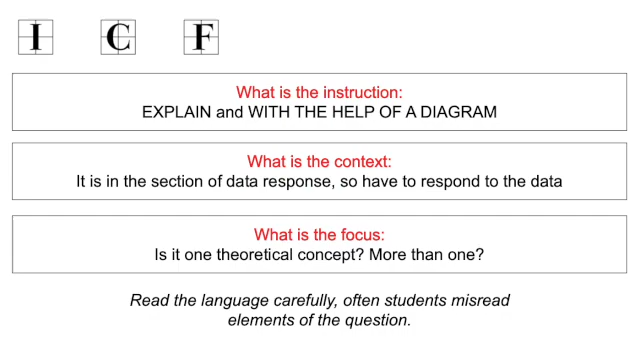 I C F
What is the instruction:
EXPLAIN and WITH THE HELP OF A DIAGRAM
What is the context:
It is in the section of data response, so have to respond to the data
What is the focus:
Is it one theoretical concept? More than one?
Read the language carefully, often students misread
elements of the question.